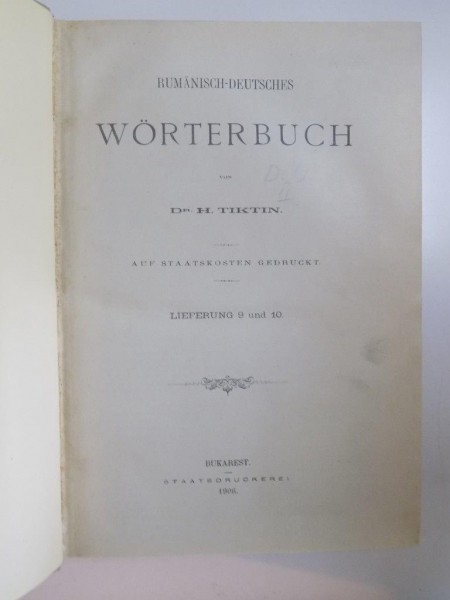 RUMÄNISCH-DEUTSCHES
WÖRTERBUCH
VON
DR. H. TIKTIN.
AUF STAATSKOSTEN GEDRUCKT.
LIEFERUNG 9 und 10.
BUKAREST.
STAATSDRUCKEREI.
1906.